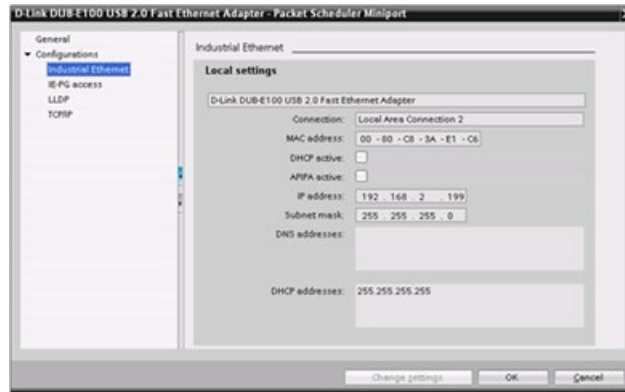 D-Link DUB-E100 USB 2.0 Fast Ethernet Adapter - Packet Scheduler Miniport
General
Configurations
Industrial Ethernet
IE-PG access
LLDP
TCP/IP
Industrial Ethernet
Local settings
D-Link DUB-E100 USB 2.0 Fast Ethernet Adapter
Connection: Local Area Connection 2
MAC address: 00 - 80 - C8 - 3A - E1 - C6
DHCP active:
APIPA active:
IP address: 192 . 168 . 2 . 199
Subnet mask: 255 . 255 . 255 . 0
DNS addresses:
DHCP addresses: 255.255.255.255
Change settings OK Cancel